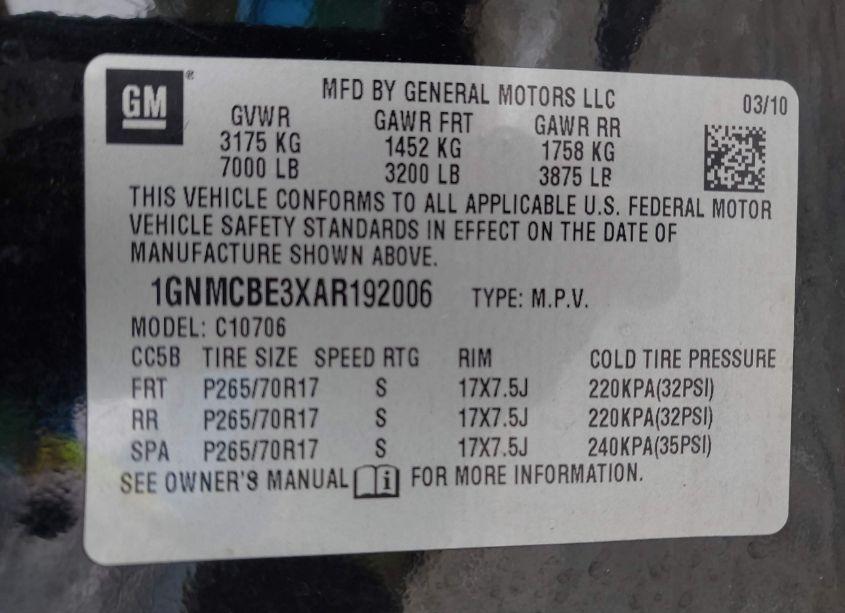 GM®
MFD BY GENERAL MOTORS LLC 03/10
GVWR GAWR FRT GAWR RR
3175 KG 1452 KG 1758 KG
7000 LB 3200 LB 3875 LB
THIS VEHICLE CONFORMS TO ALL APPLICABLE U.S. FEDERAL MOTOR
VEHICLE SAFETY STANDARDS IN EFFECT ON THE DATE OF
MANUFACTURE SHOWN ABOVE.
1GNMCBE3XAR192006 TYPE: M.P.V.
MODEL: C10706
CC5B TIRE SIZE SPEED RTG RIM COLD TIRE PRESSURE
FRT P265/70R17 S 17X7.5J 220KPA(32PSI)
RR P265/70R17 S 17X7.5J 220KPA(32PSI)
SPA P265/70R17 S 17X7.5J 240KPA(35PSI)
SEE OWNER'S MANUAL i FOR MORE INFORMATION.